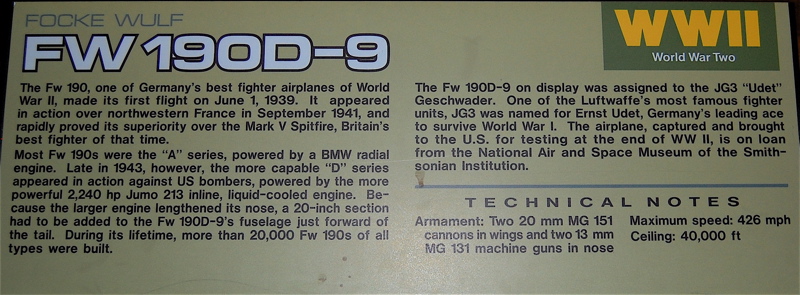 FOCKE WULF
FW 190D-9
WWII
World War Two
The Fw 190, one of Germany's best fighter airplanes of World
War II, made its first flight on June 1, 1939. It appeared
in action over northwestern France in September 1941, and
rapidly proved its superiority over the Mark V Spitfire, Britain's
best fighter of that time.
Most Fw 190s were the "A" series, powered by a BMW radial
engine. Late in 1943, however, the more capable "D" series
appeared in action against US bombers, powered by the more
powerful 2,240 hp Jumo 213 inline, liquid-cooled engine. Be-
cause the larger engine lengthened its nose, a 20-inch section
had to be added to the Fw 190D-9's fuselage just forward of
the tail. During its lifetime, more than 20,000 Fw 190s of all
types were built.
The Fw 190D-9 on display was assigned to the JG3 "Udet"
Geschwader. One of the Luftwaffe's most famous fighter
units, JG3 was named for Ernst Udet, Germany's leading ace
to survive World War I. The airplane, captured and brought
to the U.S. for testing at the end of WW II, is on loan
from the National Air and Space Museum of the Smith-
sonian Institution.
TECHNICAL NOTES
Armament: Two 20 mm MG 151
cannons in wings and two 13 mm
MG 131 machine guns in nose
Maximum speed: 426 mph
Ceiling: 40,000 ft